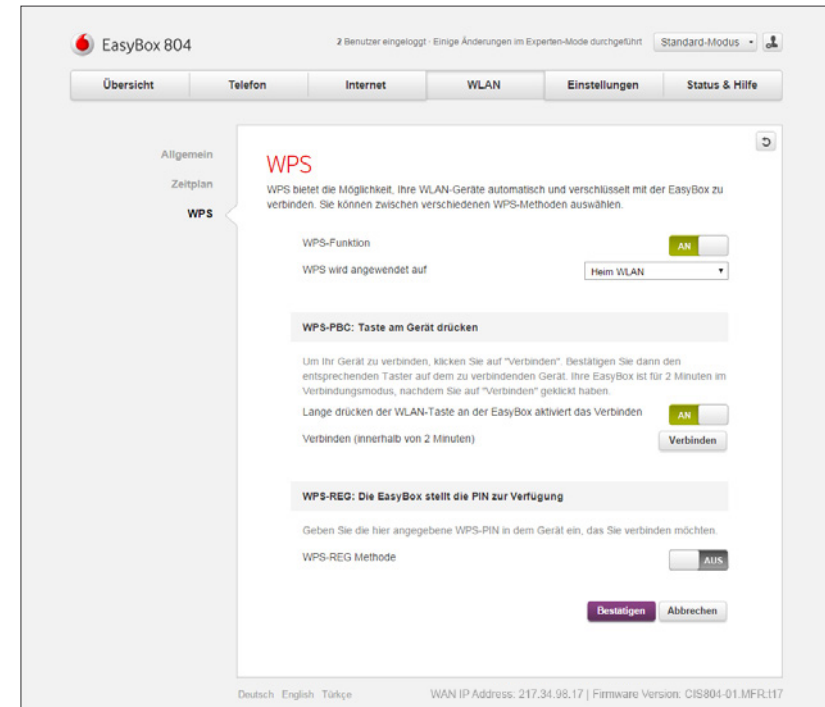 EasyBox 804
2 Benutzer eingeloggt · Einige Änderungen im Experten-Mode durchgeführt
Standard-Modus
Übersicht Telefon Internet WLAN Einstellungen Status & Hilfe
Allgemein
Zeitplan
WPS
WPS
WPS bietet die Möglichkeit, Ihre WLAN-Geräte automatisch und verschlüsselt mit der EasyBox zu
verbinden. Sie können zwischen verschiedenen WPS-Methoden auswählen.
WPS-Funktion AN
WPS wird angewendet auf Heim WLAN
WPS-PBC: Taste am Gerät drücken
Um Ihr Gerät zu verbinden, klicken Sie auf "Verbinden". Bestätigen Sie dann den
entsprechenden Taster auf dem zu verbindenden Gerät. Ihre EasyBox ist für 2 Minuten im
Verbindungsmodus, nachdem Sie auf "Verbinden" geklickt haben.
Lange drücken der WLAN-Taste an der EasyBox aktiviert das Verbinden AN
Verbinden (innerhalb von 2 Minuten) Verbinden
WPS-REG: Die EasyBox stellt die PIN zur Verfügung
Geben Sie die hier angegebene WPS-PIN in dem Gerät ein, das Sie verbinden möchten.
WPS-REG Methode AUS
Bestätigen Abbrechen
Deutsch English Türkçe WAN IP Address: 217.34.98.17 | Firmware Version: CIS804-01.MFR.t17